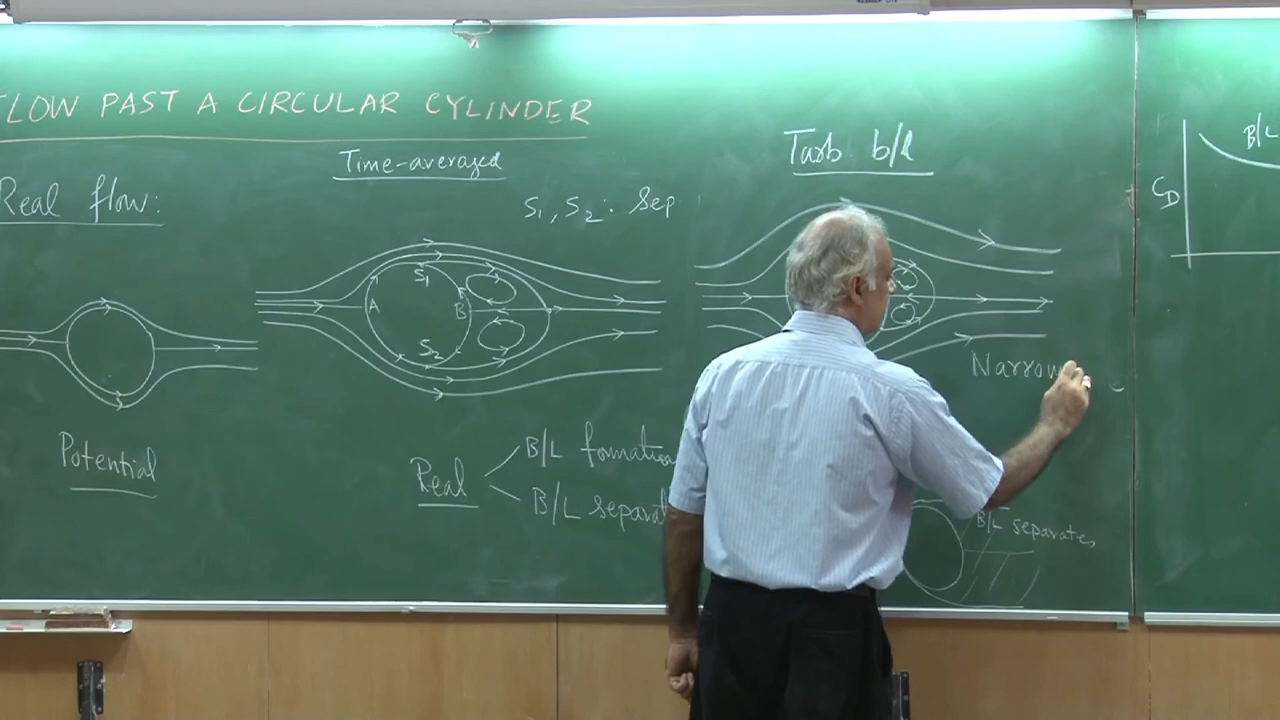 FLOW PAST A CIRCULAR CYLINDER
Time-averaged
Real flow:
S1, S2: Sep
Turb b/l
B/L
CD
S1
A
B
S2
Narrow
Potential
Real
B/L formation
B/L separat
B/L separates